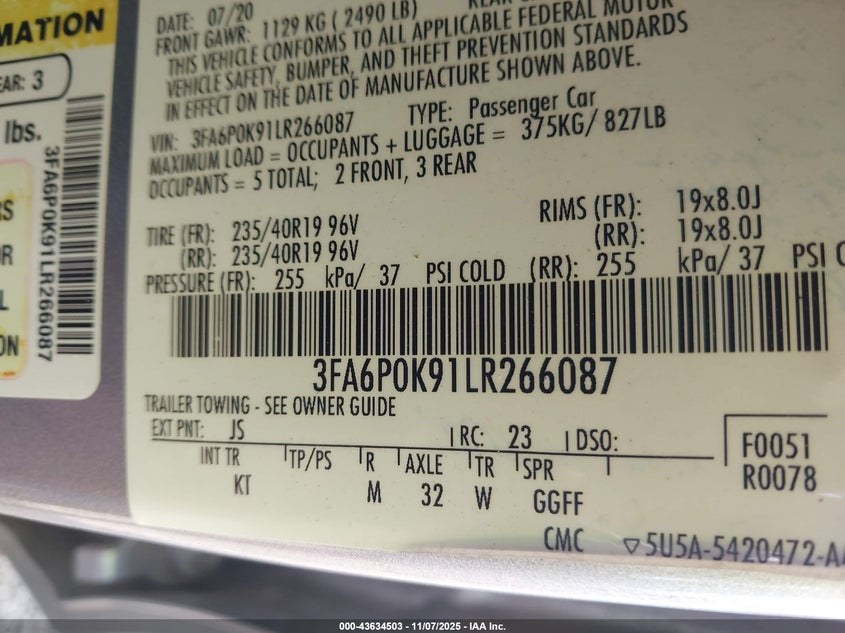 MATION
EAR: 3
lbs.
RS
OR
L
ON
3FA6P0K91LR266087
DATE: 07/20
FRONT GAWR: 1129 KG ( 2490 LB)
THIS VEHICLE CONFORMS TO ALL APPLICABLE FEDERAL MOTOR
VEHICLE SAFETY, BUMPER, AND THEFT PREVENTION STANDARDS
IN EFFECT ON THE DATE OF MANUFACTURE SHOWN ABOVE.
VIN: 3FA6P0K91LR266087 TYPE: Passenger Car
MAXIMUM LOAD = OCCUPANTS + LUGGAGE = 375KG/ 827LB
OCCUPANTS = 5 TOTAL; 2 FRONT, 3 REAR
TIRE (FR): 235/40R19 96V RIMS (FR): 19x8.0J
(RR): 235/40R19 96V (RR): 19x8.0J
PRESSURE (FR): 255 kPa/ 37 PSI COLD (RR): 255 kPa/ 37 PSI
3FA6P0K91LR266087
TRAILER TOWING - SEE OWNER GUIDE
EXT PNT: JS RC: 23 DSO:
INT TR TP/PS R AXLE TR SPR
KT M 32 W GGFF
F0051
R0078
CMC ▽5U5A-5420472-A
000-43634503 — 11/07/2025 — IAA Inc.